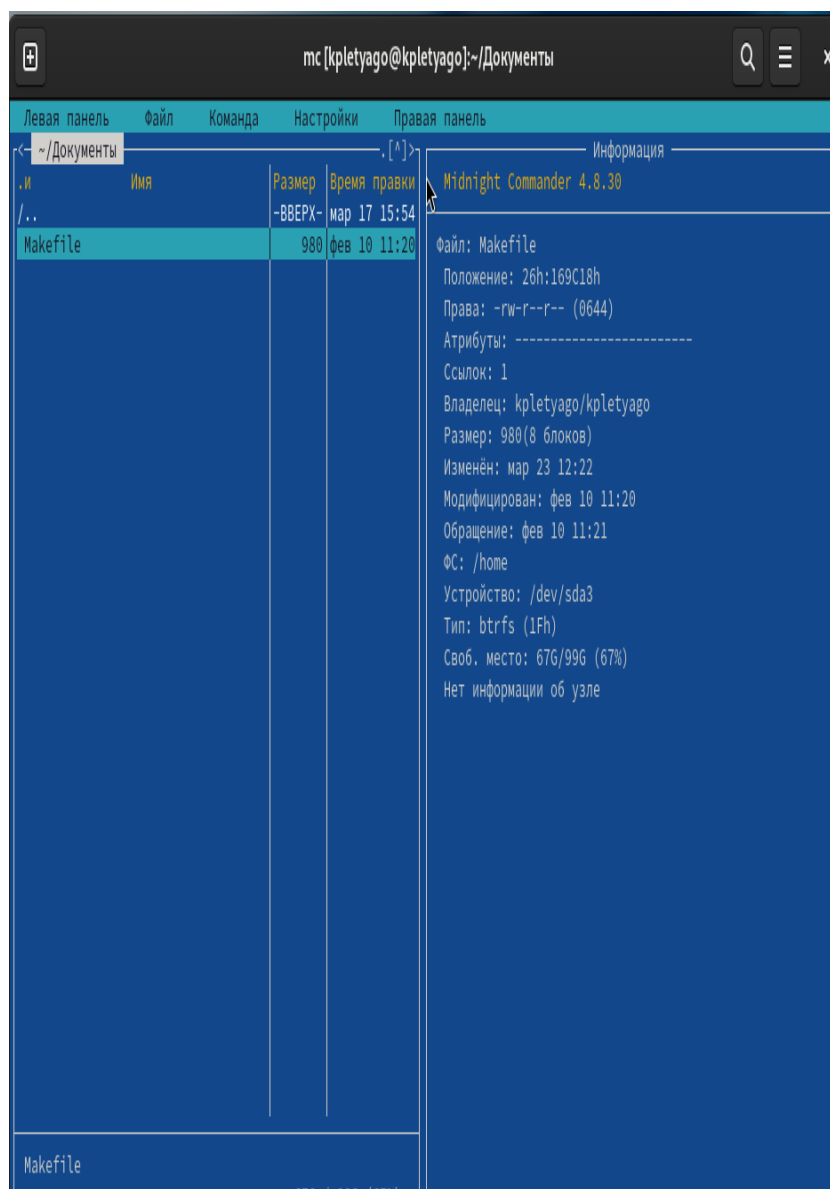 mc [kpletyago@kpletyago]:~/Документы
Левая панель Файл Команда Настройки Правая панель
<- ~/Документы .[^]>
.и Имя Размер Время правки
/.. -ВВЕРХ- мар 17 15:54
Makefile 980 фев 10 11:20
Информация
Midnight Commander 4.8.30
Файл: Makefile
Положение: 26h:169C18h
Права: -rw-r--r-- (0644)
Атрибуты: -------------------------
Ссылок: 1
Владелец: kpletyago/kpletyago
Размер: 980(8 блоков)
Изменён: мар 23 12:22
Модифицирован: фев 10 11:20
Обращение: фев 10 11:21
ФС: /home
Устройство: /dev/sda3
Тип: btrfs (1Fh)
Своб. место: 67G/99G (67%)
Нет информации об узле
Makefile